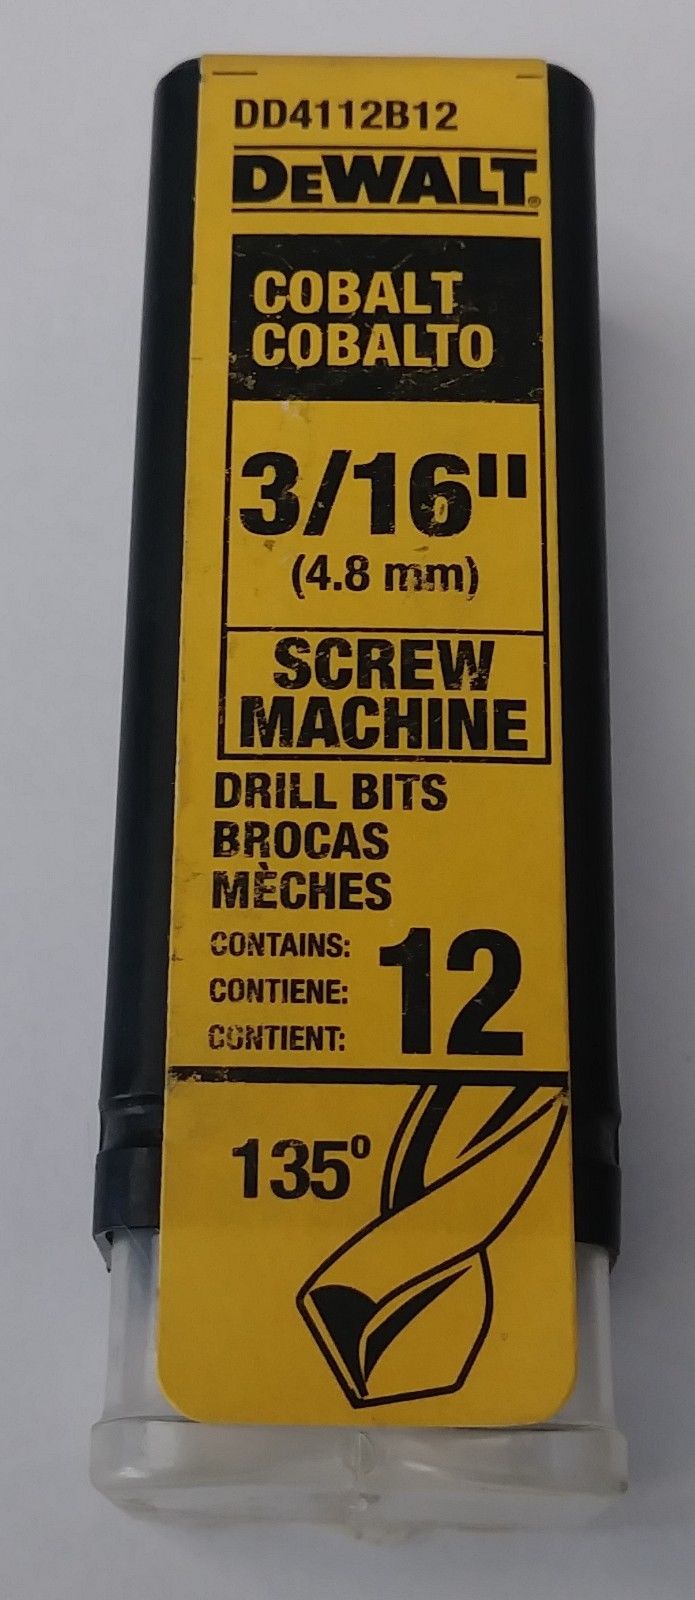 DD4112B12
DEWALT®
COBALT
COBALTO
3/16"
(4.8 mm)
SCREW
MACHINE
DRILL BITS
BROCAS
MÈCHES
CONTAINS:
CONTIENE:
CONTIENT:
12
135º